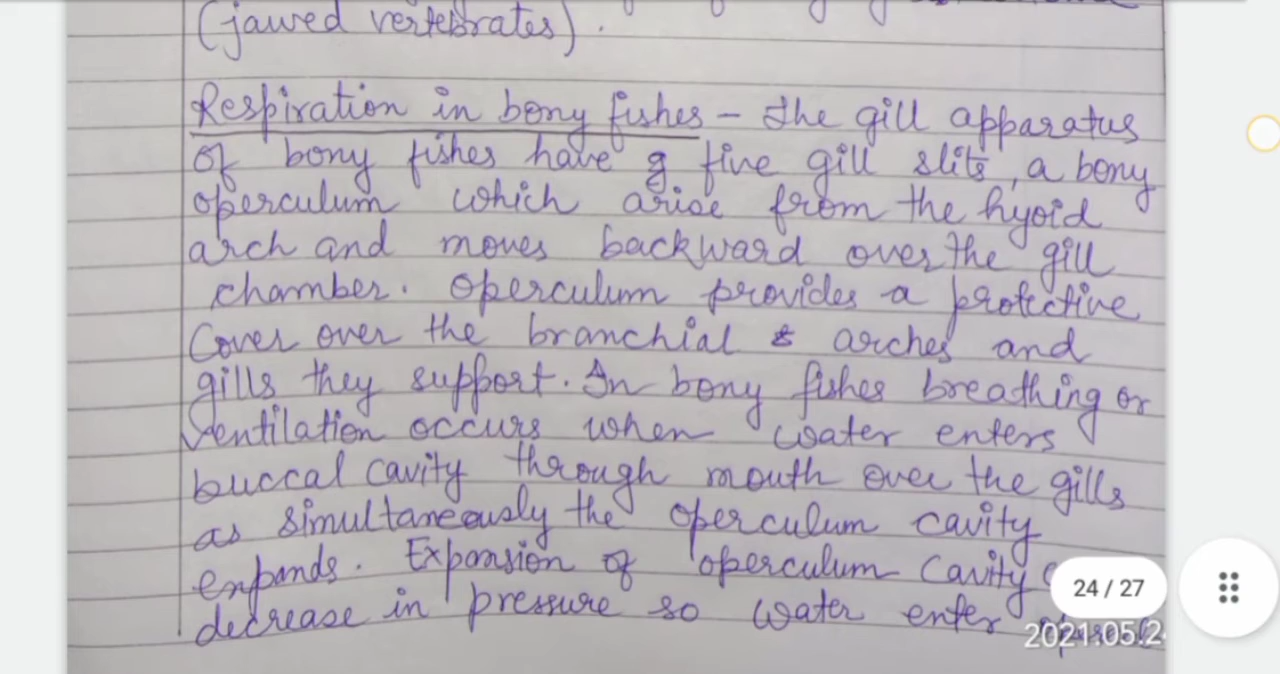 (jawed vertebrates).
Respiration in bony fishes – The gill apparatus
of bony fishes have five gill slits, a bony
operculum which arise from the hyoid
arch and moves backward over the gill
chamber. Operculum provides a protective
Cover over the branchial arches and
gills they support. In bony fishes breathing or
ventilation occurs when water enters
buccal cavity through mouth over the gills
as simultaneously the operculum cavity
expands. Expansion of operculum cavity
decrease in pressure so water enter
24 / 27
2021.05.2